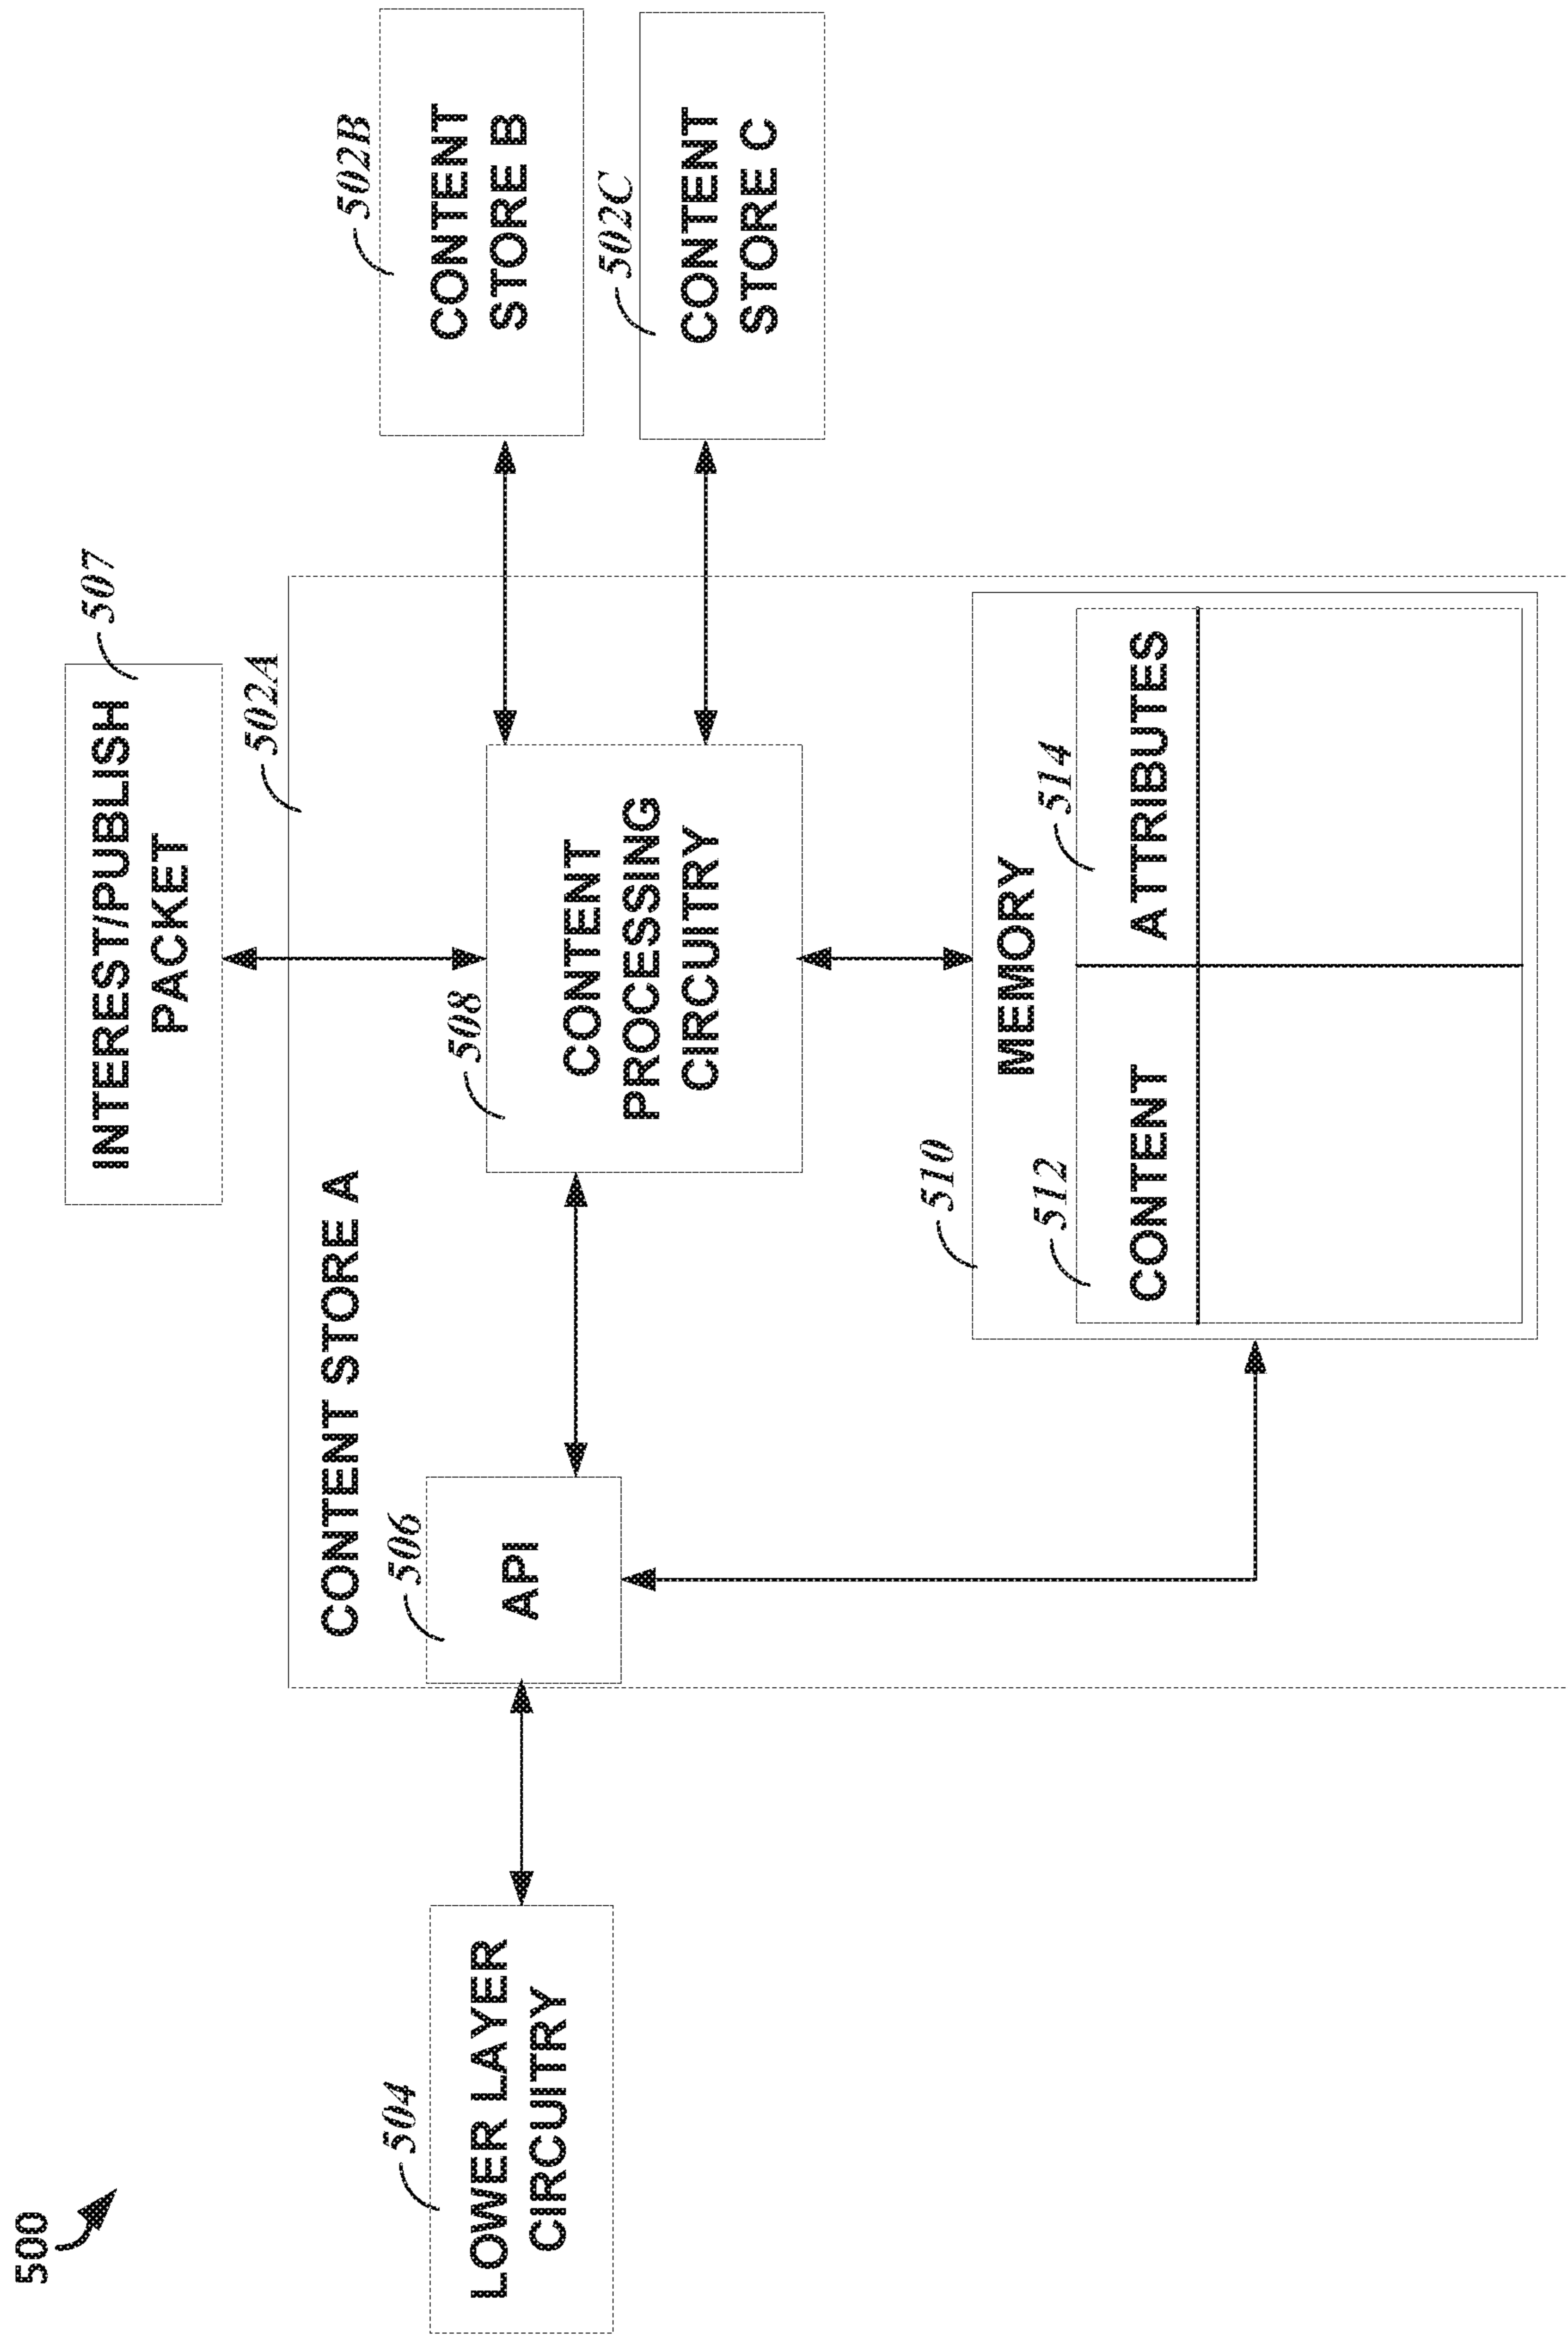 500
INTEREST/PUBLISH
PACKET
507
502A
CONTENT STORE A
502B
CONTENT
STORE B
504
LOWER LAYER
CIRCUITRY
506
API
508
CONTENT
PROCESSING
CIRCUITRY
502C
CONTENT
STORE C
510
MEMORY
512
514
CONTENT
ATTRIBUTES